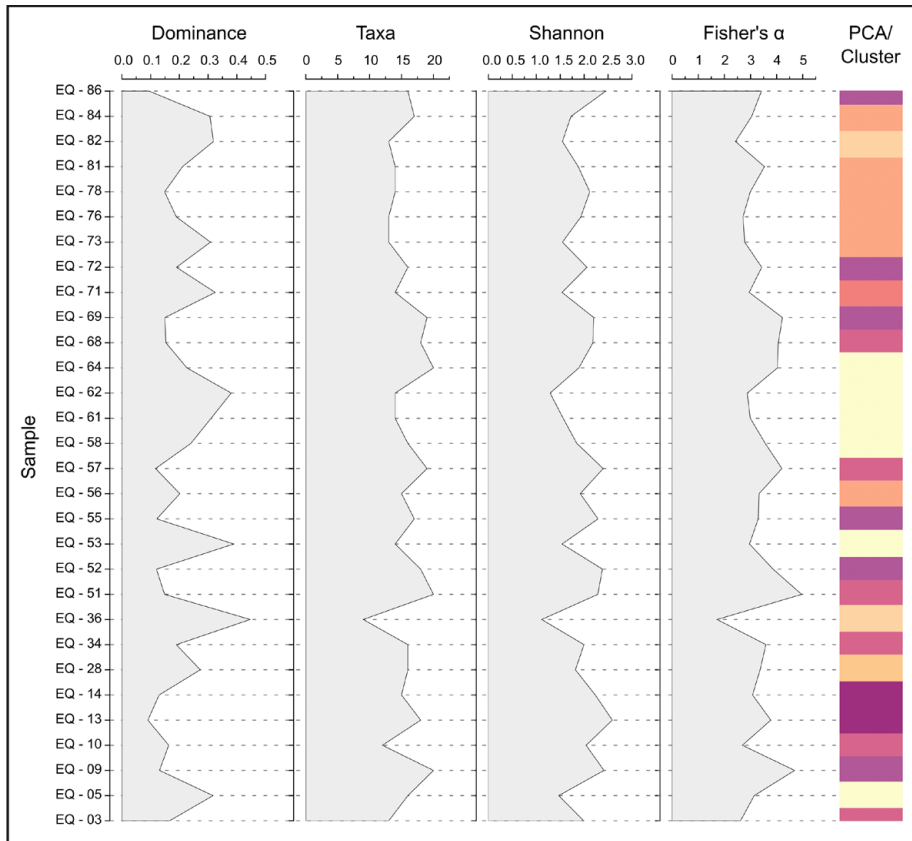 Dominance Taxa Shannon Fisher's α PCA/
Cluster
0.0 0.1 0.2 0.3 0.4 0.5 0 10 20 0.0 0.5 1.0 1.5 2.0 2.5 3.0 0 1 2 3 4 5
EQ - 86
EQ - 84
EQ - 82
EQ - 81
EQ - 78
EQ - 76
EQ - 73
EQ - 72
EQ - 71
EQ - 69
EQ - 68
EQ - 64
EQ - 62
EQ - 61
EQ - 58
EQ - 57
EQ - 56
EQ - 55
EQ - 53
EQ - 52
EQ - 51
EQ - 36
EQ - 34
EQ - 28
EQ - 14
EQ - 13
EQ - 10
EQ - 09
EQ - 05
EQ - 03
Sample